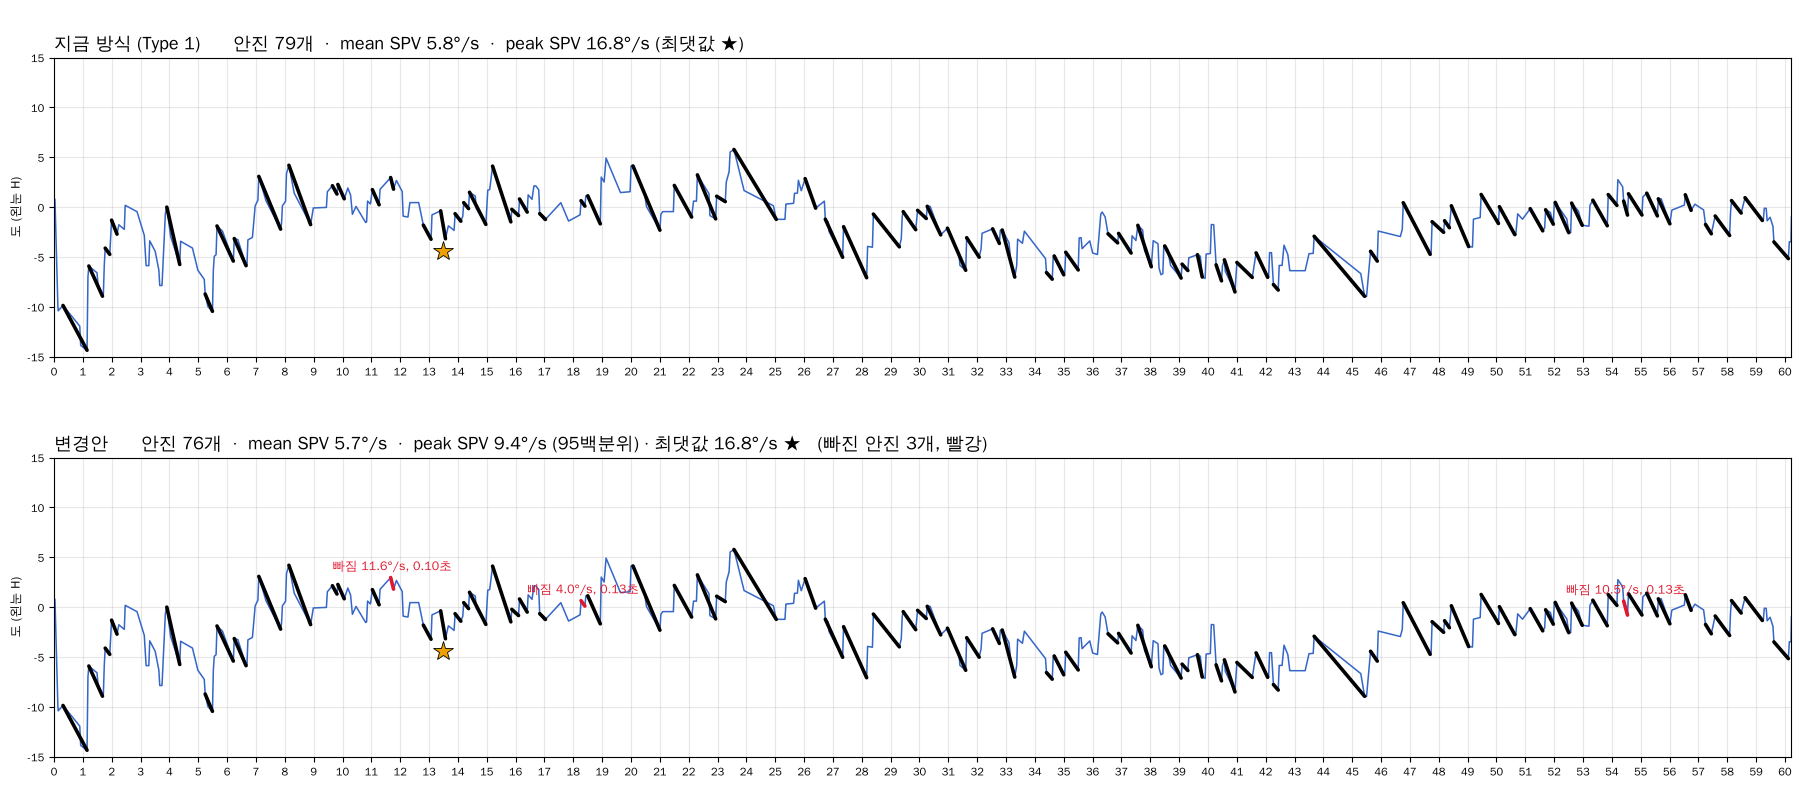 지금 방식 (Type 1) 안진 79개 · mean SPV 5.8°/s · peak SPV 16.8°/s (최댓값 ★)
15
10
5
0
-5
-10
-15
도 (왼눈 H)
0 1 2 3 4 5 6 7 8 9 10 11 12 13 14 15 16 17 18 19 20 21 22 23 24 25 26 27 28 29 30 31 32 33 34 35 36 37 38 39 40 41 42 43 44 45 46 47 48 49 50 51 52 53 54 55 56 57 58 59 60
변경안 안진 76개 · mean SPV 5.7°/s · peak SPV 9.4°/s (95백분위) · 최댓값 16.8°/s ★ (빠진 안진 3개, 빨강)
15
10
5
0
-5
-10
-15
도 (왼눈 H)
빠짐 11.6°/s, 0.10초
빠짐 4.0°/s, 0.13초
빠짐 10.5°/s, 0.13초
0 1 2 3 4 5 6 7 8 9 10 11 12 13 14 15 16 17 18 19 20 21 22 23 24 25 26 27 28 29 30 31 32 33 34 35 36 37 38 39 40 41 42 43 44 45 46 47 48 49 50 51 52 53 54 55 56 57 58 59 60